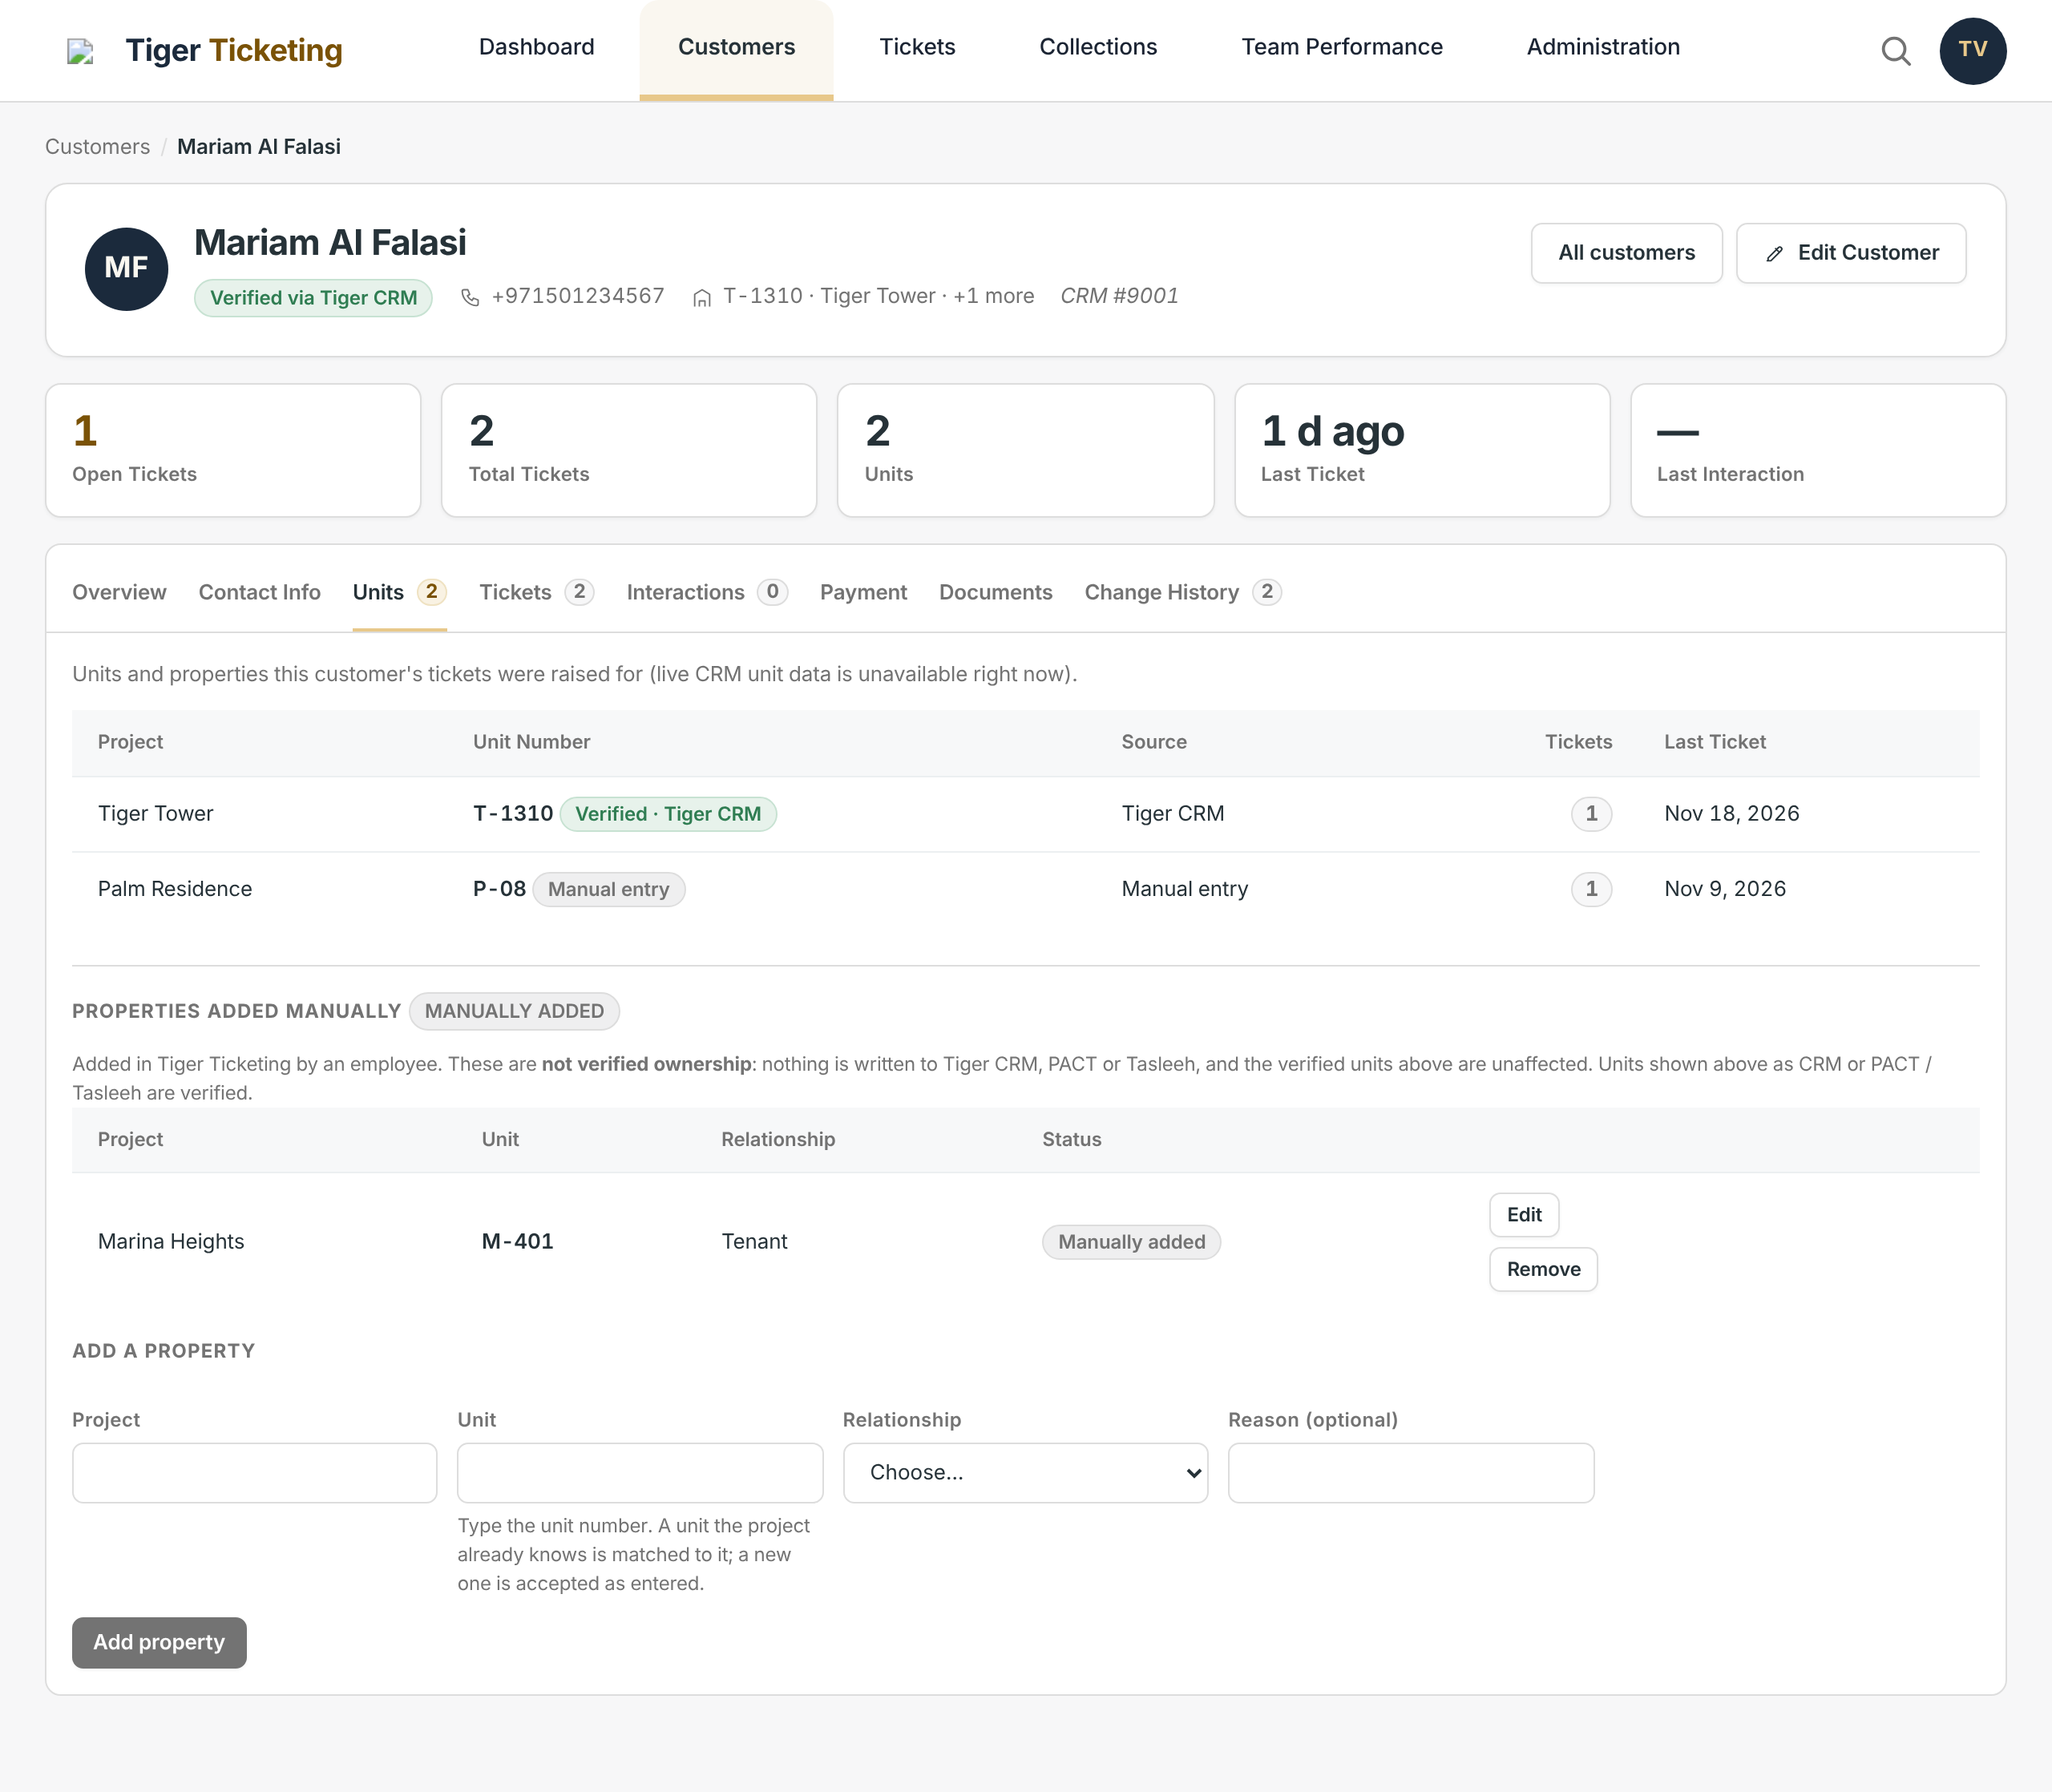 Tiger Ticketing
Dashboard
Customers
Tickets
Collections
Team Performance
Administration
TV
Customers / Mariam Al Falasi
MF
Mariam Al Falasi
Verified via Tiger CRM
+971501234567
T-1310 · Tiger Tower · +1 more
CRM #9001
All customers
Edit Customer
1
Open Tickets
2
Total Tickets
2
Units
1 d ago
Last Ticket
—
Last Interaction
Overview
Contact Info
Units 2
Tickets 2
Interactions 0
Payment
Documents
Change History 2
Units and properties this customer's tickets were raised for (live CRM unit data is unavailable right now).
Project Unit Number Source Tickets Last Ticket
Tiger Tower T-1310 Verified · Tiger CRM Tiger CRM 1 Nov 18, 2026
Palm Residence P-08 Manual entry Manual entry 1 Nov 9, 2026
PROPERTIES ADDED MANUALLY MANUALLY ADDED
Added in Tiger Ticketing by an employee. These are not verified ownership: nothing is written to Tiger CRM, PACT or Tasleeh, and the verified units above are unaffected. Units shown above as CRM or PACT /
Tasleeh are verified.
Project Unit Relationship Status
Marina Heights M-401 Tenant Manually added
Edit
Remove
ADD A PROPERTY
Project
Unit
Relationship
Reason (optional)
Choose...
Type the unit number. A unit the project
already knows is matched to it; a new
one is accepted as entered.
Add property